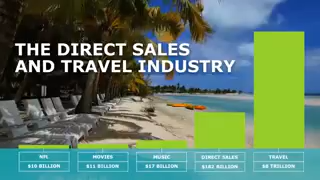 THE DIRECT SALES
AND TRAVEL INDUSTRY
NFL MOVIES MUSIC DIRECT SALES TRAVEL
$10 BILLION $11 BILLION $17 BILLION $182 BILLION $8 TRILLION